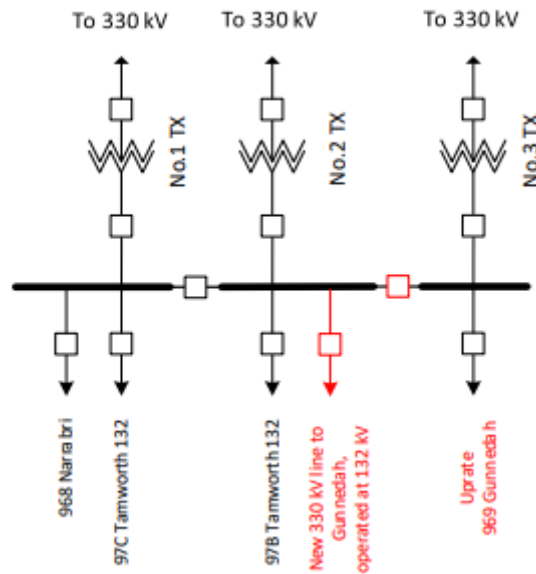 To 330 kV
To 330 kV
To 330 kV
No.1 TX
No.2 TX
No.3 TX
968 Narrabri
97C Tamworth 132
97B Tamworth 132
New 330 kV line to
Gunnedah,
operated at 132 kV
Uprate
969 Gunnedah